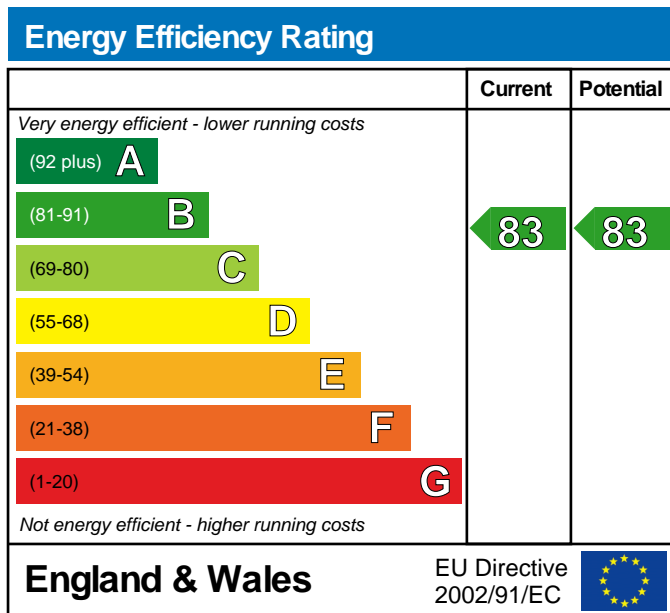 Energy Efficiency Rating
Current Potential
Very energy efficient - lower running costs
(92 plus) A
(81-91) B
83 83
(69-80) C
(55-68) D
(39-54) E
(21-38) F
(1-20) G
Not energy efficient - higher running costs
England & Wales
EU Directive
2002/91/EC